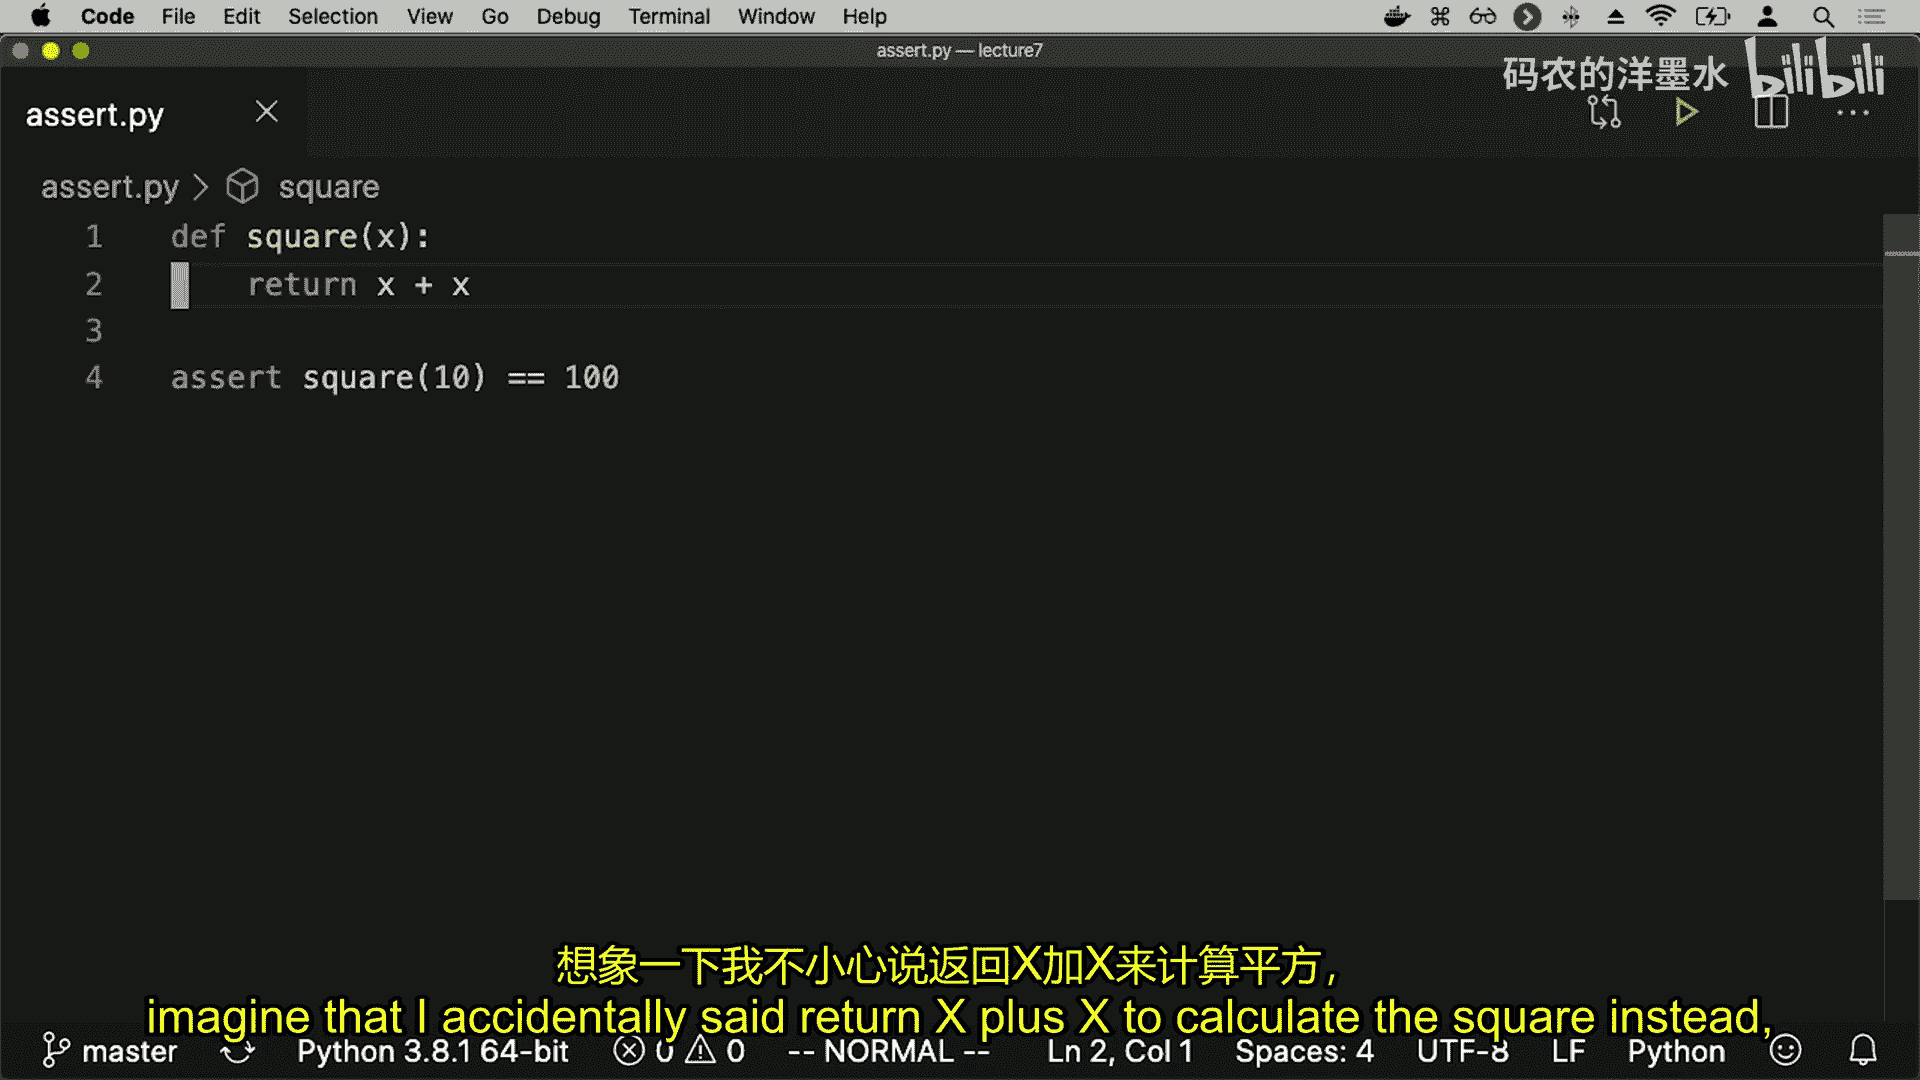 Code File Edit Selection View Go Debug Terminal Window Help
assert.py — lecture7
码农的洋墨水 bilibili
assert.py
assert.py > square
1 def square(x):
2     return x + x
3
4 assert square(10) == 100
想象一下我不小心说返回X加X来计算平方，
imagine that I accidentally said return X plus X to calculate the square instead,
master Python 3.8.1 64-bit 0 0 -- NORMAL -- Ln 2, Col 1 Spaces: 4 UTF-8 LF Python